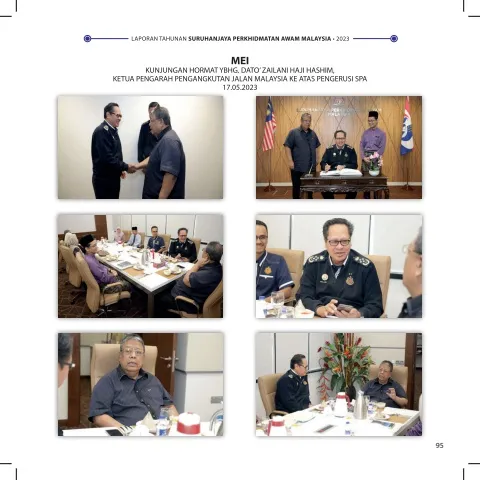 LAPORAN TAHUNAN SURUHANJAYA PERKHIDMATAN AWAM MALAYSIA • 2023
MEI
KUNJUNGAN HORMAT YBHG. DATO' ZAILANI HAJI HASHIM,
KETUA PENGARAH PENGANGKUTAN JALAN MALAYSIA KE ATAS PENGERUSI SPA
17.05.2023
95